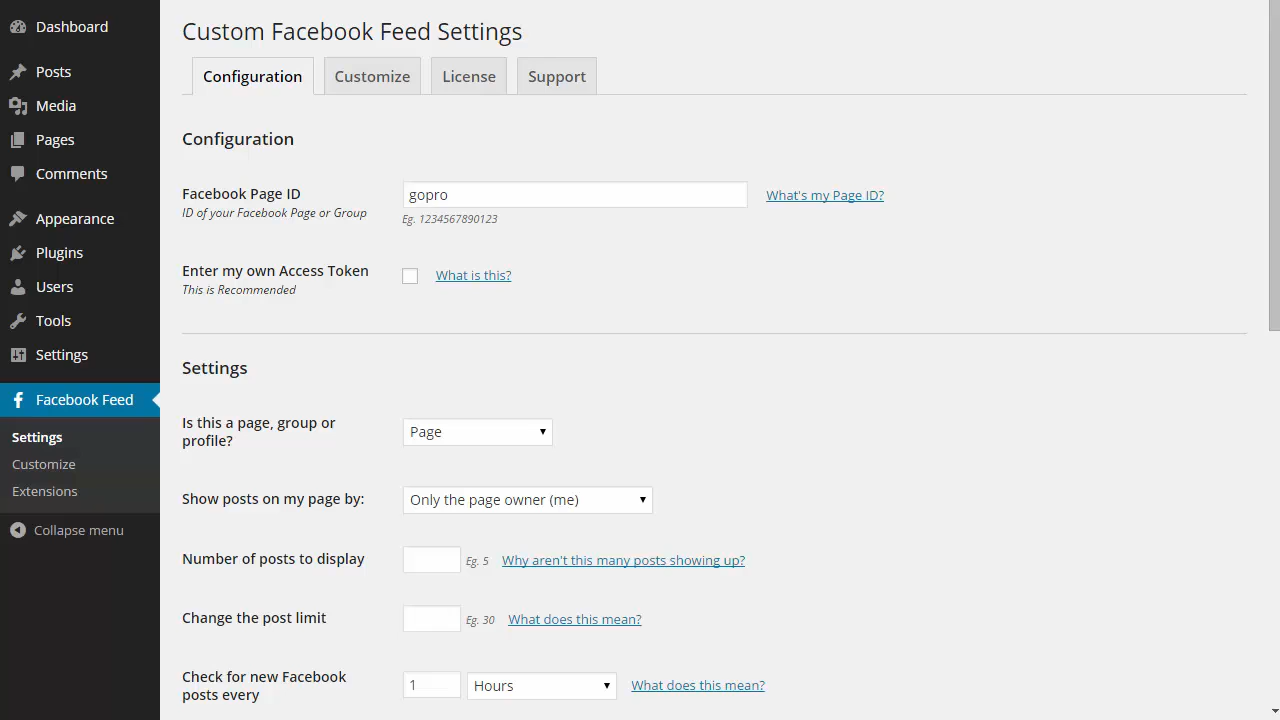 Dashboard
Posts
Media
Pages
Comments
Appearance
Plugins
Users
Tools
Settings
Facebook Feed
Settings
Customize
Extensions
Collapse menu
Custom Facebook Feed Settings
Configuration Customize License Support
Configuration
Facebook Page ID gopro What's my Page ID?
ID of your Facebook Page or Group Eg. 1234567890123
Enter my own Access Token What is this?
This is Recommended
Settings
Is this a page, group or
profile? Page
Show posts on my page by: Only the page owner (me)
Number of posts to display Eg. 5 Why aren't this many posts showing up?
Change the post limit Eg. 30 What does this mean?
Check for new Facebook
posts every 1 Hours What does this mean?